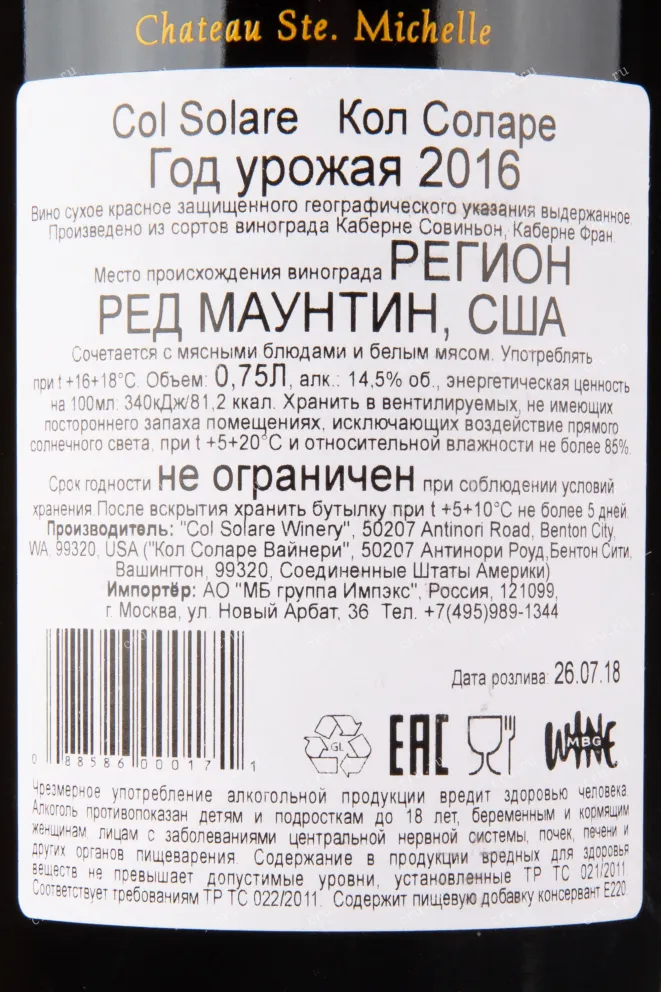 Chateau Ste. Michelle
Col Solare Кол Соларе
Год урожая 2016
Вино сухое красное защищенного географического указания выдержанное.
Произведено из сортов винограда Каберне Совиньон, Каберне Фран.
Место происхождения винограда РЕГИОН
РЕД МАУНТИН, США
Сочетается с мясными блюдами и белым мясом. Употреблять
при t +16+18°С. Объем: 0,75Л, алк.: 14,5% об., энергетическая ценность
на 100мл: 340кДж/81,2 ккал. Хранить в вентилируемых, не имеющих
постороннего запаха помещениях, исключающих воздействие прямого
солнечного света, при t +5+20°С и относительной влажности не более 85%.
Срок годности не ограничен при соблюдении условий
хранения.После вскрытия хранить бутылку при t +5+10°С не более 5 дней.
Производитель: "Col Solare Winery", 50207 Antinori Road, Benton City,
WA, 99320, USA ("Кол Соларе Вайнери", 50207 Антинори Роуд,Бентон Сити,
Вашингтон, 99320, Соединенные Штаты Америки)
Импортёр: АО "МБ группа Импэкс", Россия, 121099,
г. Москва, ул. Новый Арбат, 36 Тел. +7(495)989-1344
Дата розлива: 26.07.18
0 88586 00017 1
GL
EAC
WINE
MBG
Чрезмерное употребление алкогольной продукции вредит здоровью человека.
Алкоголь противопоказан детям и подросткам до 18 лет, беременным и кормящим
женщинам, лицам с заболеваниями центральной нервной системы, почек, печени и
других органов пищеварения. Содержание в продукции вредных для здоровья
веществ не превышает допустимые уровни, установленные ТР ТС 021/2011.
Соответствует требованиям ТР ТС 022/2011. Содержит пищевую добавку консервант Е220.